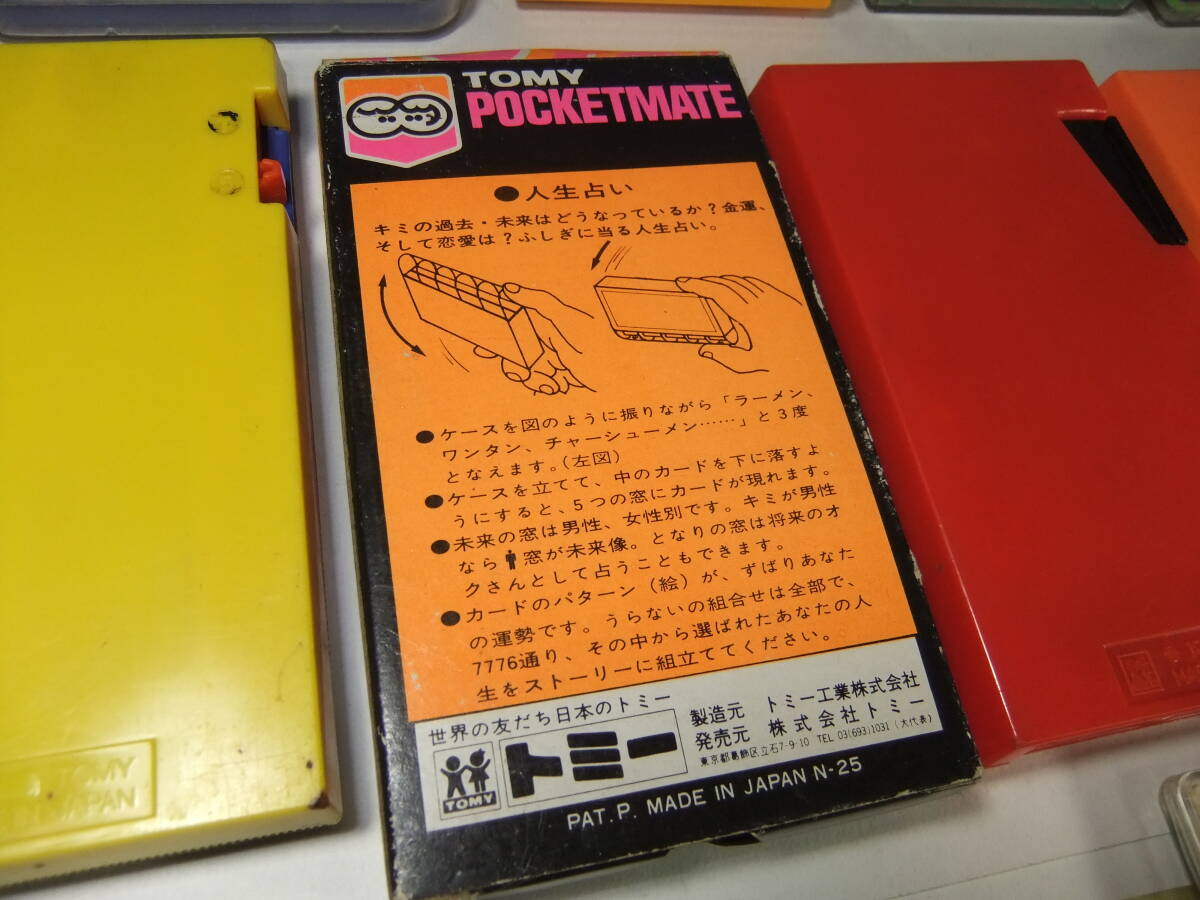 TOMY
POCKETMATE
●人生占い
キミの過去・未来はどうなっているか？金運、
そして恋愛は？ふしぎに当る人生占い。
●ケースを図のように振りながら「ラーメン、
ワンタン、チャーシューメン……」と3度
となえます。(左図)
●ケースを立てて、中のカードを下に落すよ
うにすると、5つの窓にカードが現れます。
●未来の窓は男性、女性別です。キミが男性
なら窓が未来像。となりの窓は将来のオ
クさんとして占うこともできます。
●カードのパターン（絵）が、ずばりあなた
の運勢です。うらないの組合せは全部で、
7776通り、その中から選ばれたあなたの人
生をストーリーに組立ててください。
世界の友だち日本のトミー
TOMY
トミー
製造元 トミー工業株式会社
発売元 株式会社トミー
東京都葛飾区立石7-9-10 TEL 03(693)1031（大代表）
PAT.P. MADE IN JAPAN N-25
TOMY
JAPAN